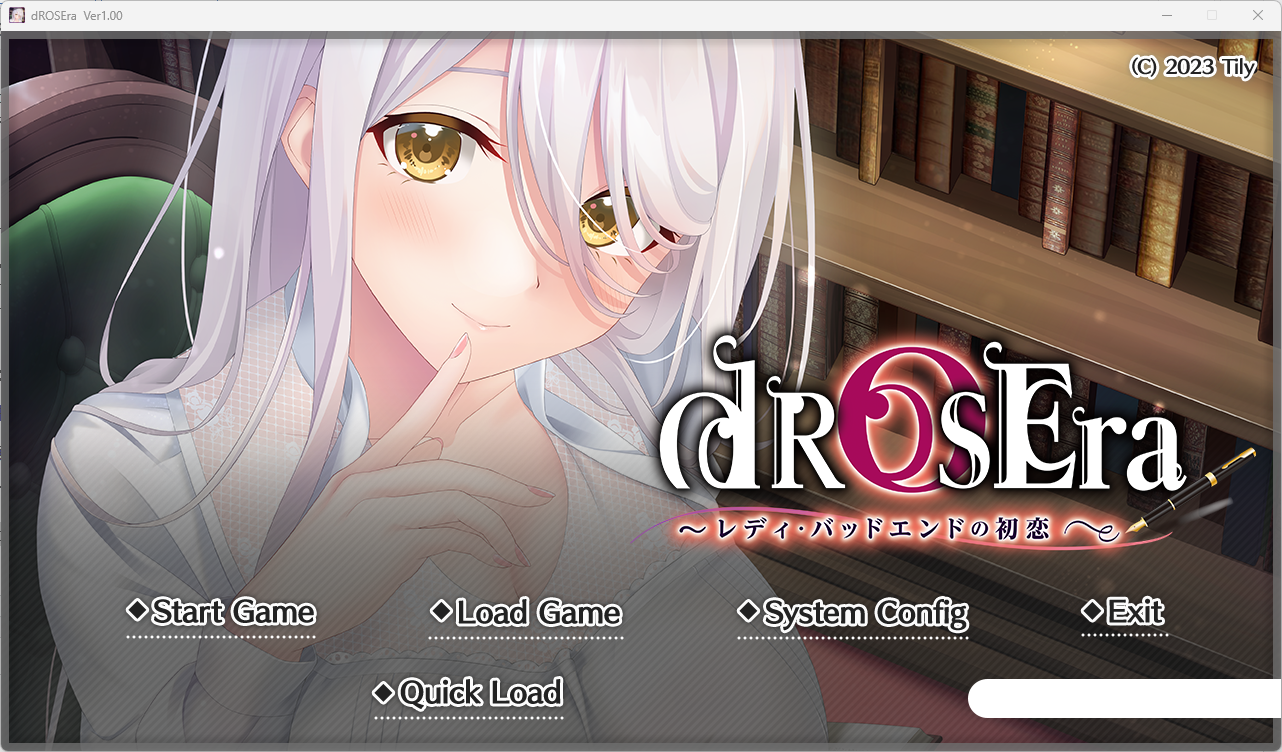 dROSEra Ver1.00
(C) 2023 Tily
dROSEra
～レディ・バッドエンドの初恋～
◆Start Game
◆Load Game
◆System Config
◆Exit
◆Quick Load